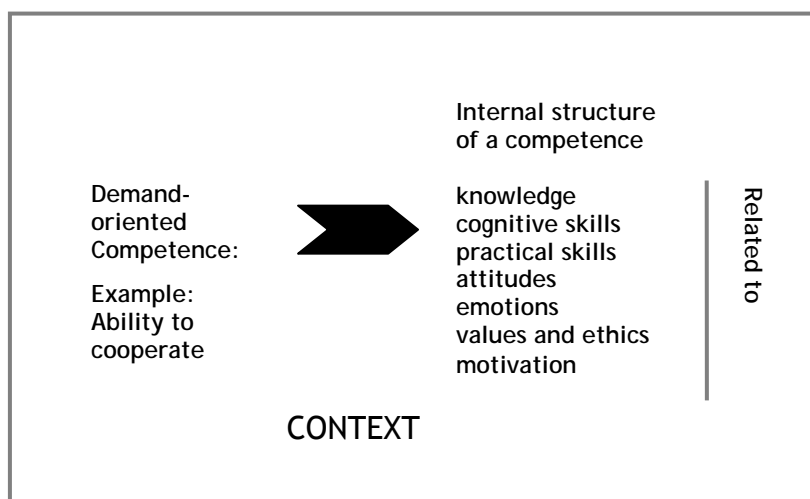 Demand-
oriented
Competence:
Example:
Ability to
cooperate
Internal structure
of a competence
knowledge
cognitive skills
practical skills
attitudes
emotions
values and ethics
motivation
Related to
CONTEXT